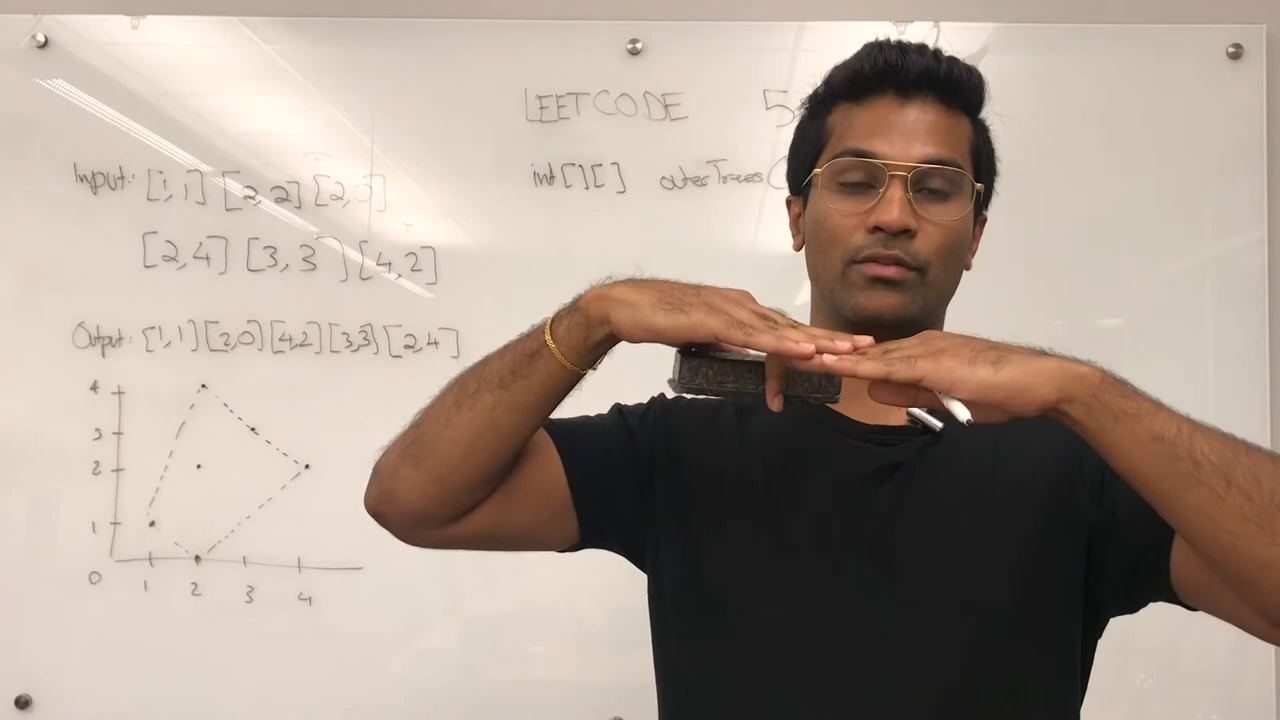 LEETCODE 5
int[][] outerTrees(
Input: [1,1] [2,2] [2,0]
[2,4] [3,3] [4,2]
Output: [1,1][2,0][4,2][3,3][2,4]
4
3
2
1
0
1 2 3 4